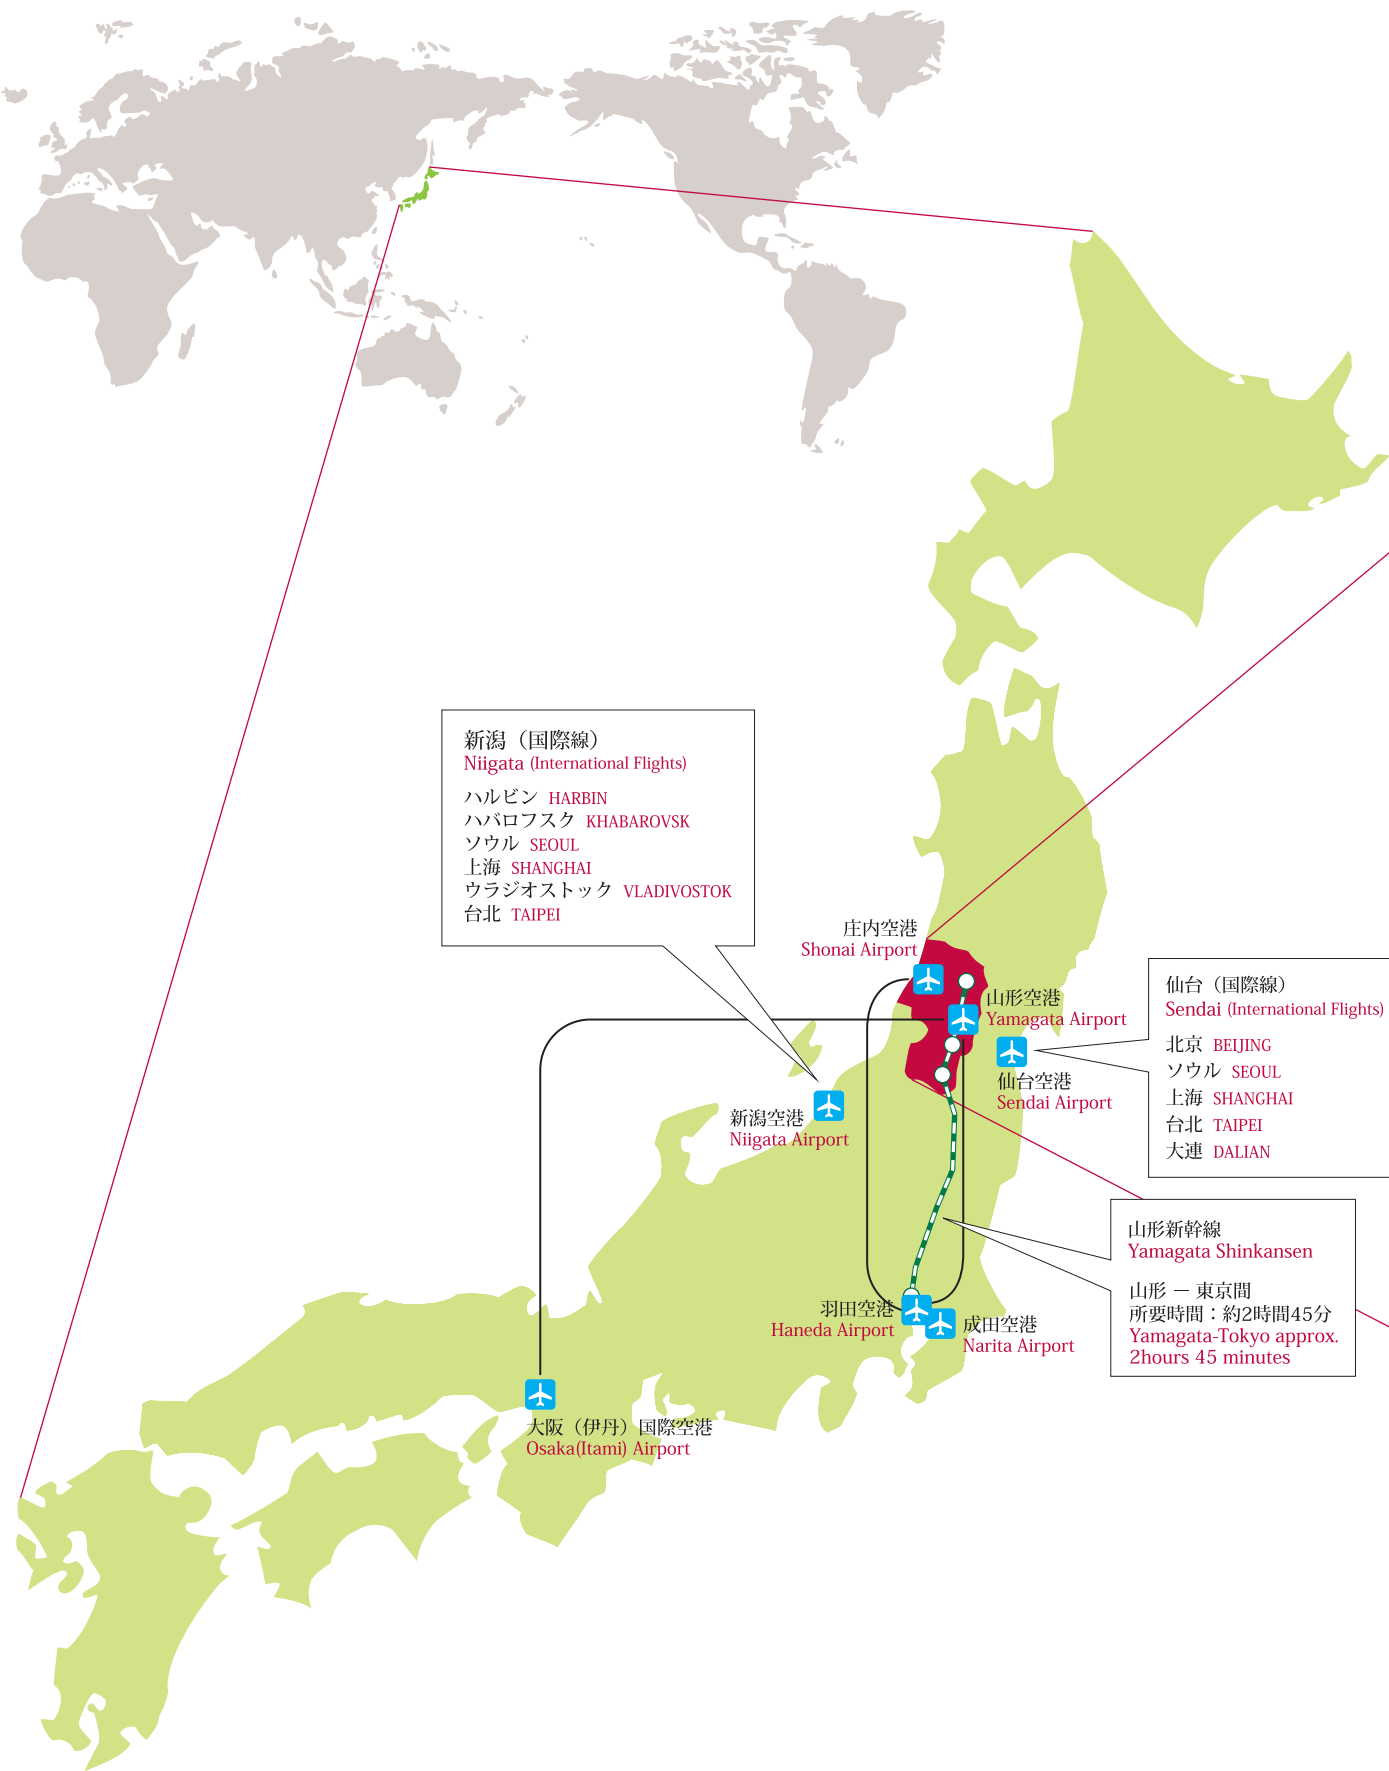 新潟（国際線）
Niigata (International Flights)
ハルビン HARBIN
ハバロフスク KHABAROVSK
ソウル SEOUL
上海 SHANGHAI
ウラジオストック VLADIVOSTOK
台北 TAIPEI
庄内空港
Shonai Airport
山形空港
Yamagata Airport
仙台（国際線）
Sendai (International Flights)
北京 BEIJING
ソウル SEOUL
上海 SHANGHAI
台北 TAIPEI
大連 DALIAN
仙台空港
Sendai Airport
新潟空港
Niigata Airport
山形新幹線
Yamagata Shinkansen
山形 － 東京間
所要時間：約2時間45分
Yamagata-Tokyo approx.
2hours 45 minutes
羽田空港
Haneda Airport
成田空港
Narita Airport
大阪（伊丹）国際空港
Osaka(Itami) Airport